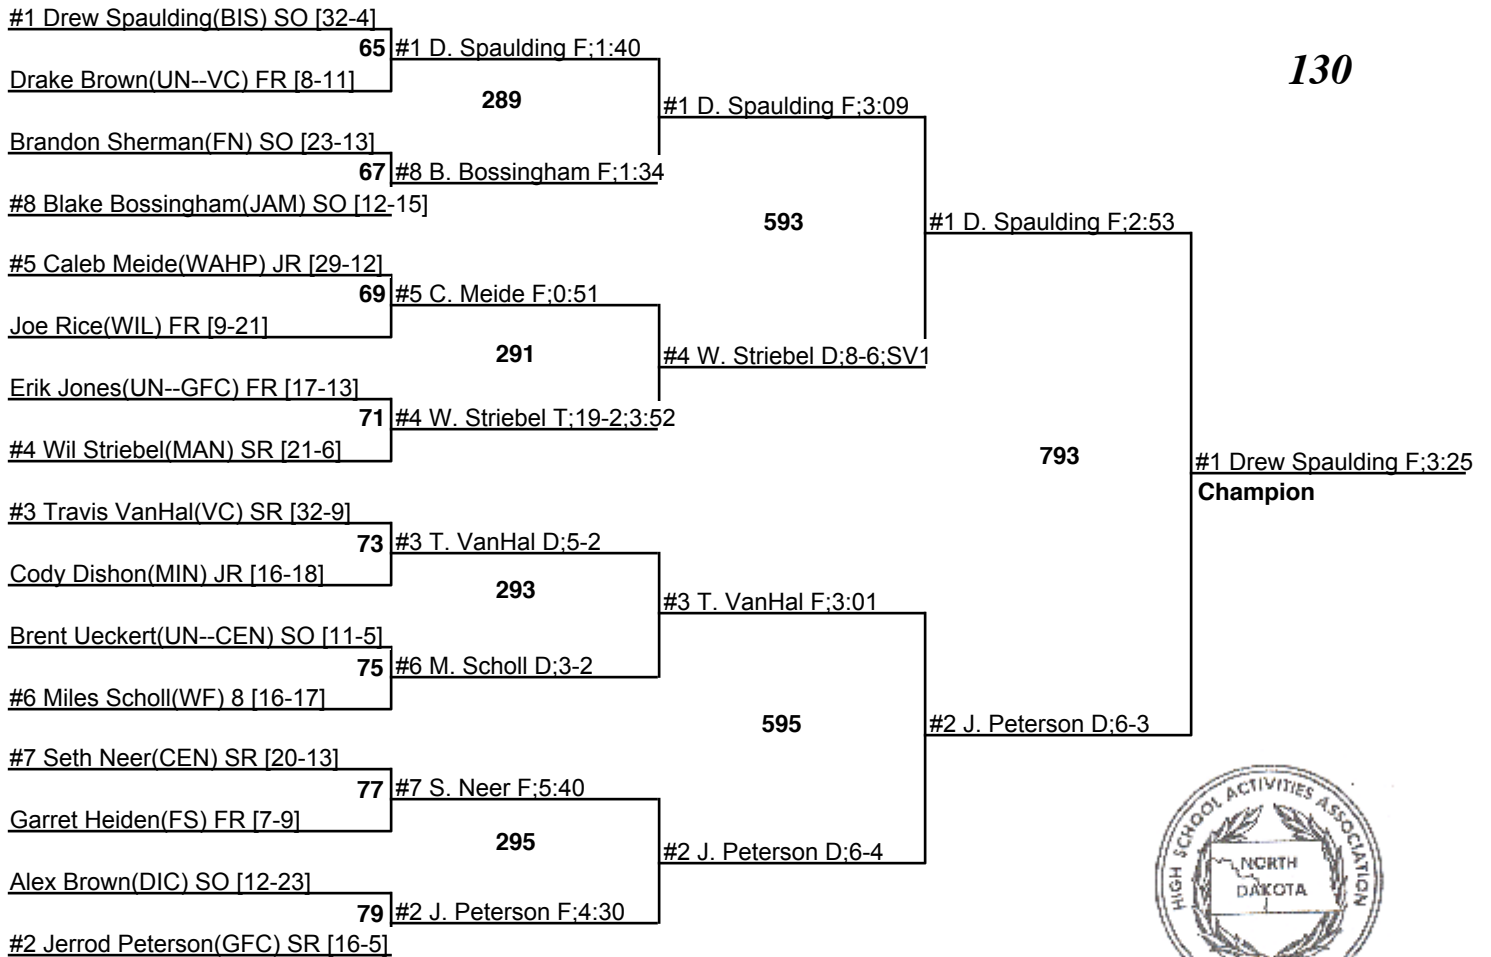 #1 Drew Spaulding(BIS) SO [32-4]
65 #1 D. Spaulding F;1:40
130
Drake Brown(UN--VC) FR [8-11]
289
#1 D. Spaulding F;3:09
Brandon Sherman(FN) SO [23-13]
67 #8 B. Bossingham F;1:34
#8 Blake Bossingham(JAM) SO [12-15]
593
#1 D. Spaulding F;2:53
#5 Caleb Meide(WAHP) JR [29-12]
69 #5 C. Meide F;0:51
Joe Rice(WIL) FR [9-21]
291
#4 W. Striebel D;8-6;SV1
Erik Jones(UN--GFC) FR [17-13]
71 #4 W. Striebel T;19-2;3:52
#4 Wil Striebel(MAN) SR [21-6]
793
#1 Drew Spaulding F;3:25
Champion
#3 Travis VanHal(VC) SR [32-9]
73 #3 T. VanHal D;5-2
Cody Dishon(MIN) JR [16-18]
293
#3 T. VanHal F;3:01
Brent Ueckert(UN--CEN) SO [11-5]
75 #6 M. Scholl D;3-2
#6 Miles Scholl(WF) 8 [16-17]
595
#2 J. Peterson D;6-3
#7 Seth Neer(CEN) SR [20-13]
77 #7 S. Neer F;5:40
Garret Heiden(FS) FR [7-9]
295
#2 J. Peterson D;6-4
Alex Brown(DIC) SO [12-23]
79 #2 J. Peterson F;4:30
#2 Jerrod Peterson(GFC) SR [16-5]
HIGH SCHOOL ACTIVITIES ASSOCIATION
NORTH
DAKOTA